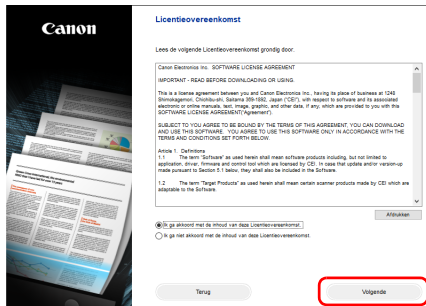 Canon
Licentieovereenkomst
Lees de volgende Licentieovereenkomst grondig door.
Canon Electronics Inc. SOFTWARE LICENSE AGREEMENT
IMPORTANT - READ BEFORE DOWNLOADING OR USING.
This is a license agreement between you and Canon Electronics Inc., having its place of business at 1248
Shimokagemori, Chichibu-shi, Saitama 369-1892, Japan ("CEI"), with respect to software and its associated
electronic or online manuals, text, image, graphic, and other data, if any, which are provided to you with this
SOFTWARE LICENSE AGREEMENT("Agreement").
SUBJECT TO YOU AGREE TO BE BOUND BY THE TERMS OF THIS AGREEMENT, YOU CAN DOWNLOAD
AND USE THIS SOFTWARE. YOU AGREE TO USE THIS SOFTWARE ONLY IN ACCORDANCE WITH THE
TERMS AND CONDITIONS SET FORTH BELOW.
Article 1. Definitions
1.1 The term "Software" as used herein shall mean software products including, but not limited to
application, driver, firmware and control tool which are licensed by CEI. In case that update and/or version-up
made pursuant to Section 5.1 below, they shall also be included in the Software.
1.2 The term "Target Products" as used herein shall mean certain scanner products made by CEI which are
adaptable to the Software.
Afdrukken
Ik ga akkoord met de inhoud van deze Licentieovereenkomst.
Ik ga niet akkoord met de inhoud van deze Licentieovereenkomst.
Terug
Volgende